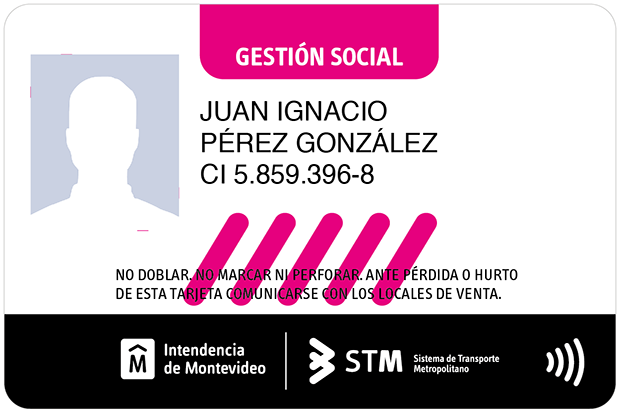 GESTIÓN SOCIAL
JUAN IGNACIO
PÉREZ GONZÁLEZ
CI 5.859.396-8
NO DOBLAR. NO MARCAR NI PERFORAR. ANTE PÉRDIDA O HURTO
DE ESTA TARJETA COMUNICARSE CON LOS LOCALES DE VENTA.
M Intendencia
de Montevideo
STM
Sistema de Transporte
Metropolitano